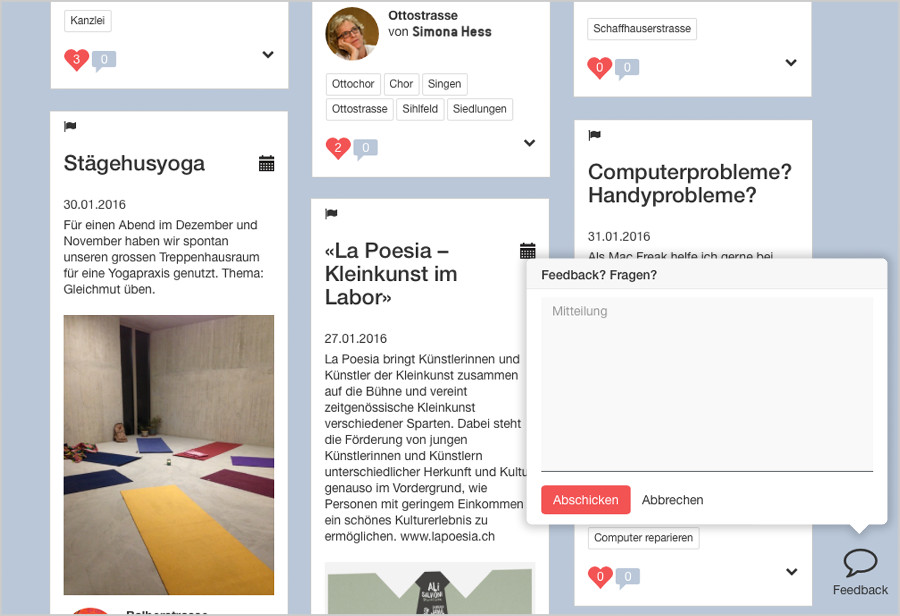 Kanzlei
3
0
Stägehusyoga
30.01.2016
Für einen Abend im Dezember und
November haben wir spontan
unseren grossen Treppenhausraum
für eine Yogapraxis genutzt. Thema:
Gleichmut üben.
Ottostrasse
von Simona Hess
Ottochor
Chor
Singen
Ottostrasse
Sihlfeld
Siedlungen
2
0
«La Poesia –
Kleinkunst im
Labor»
27.01.2016
La Poesia bringt Künstlerinnen und
Künstler der Kleinkunst zusammen
auf die Bühne und vereint
zeitgenössische Kleinkunst
verschiedener Sparten. Dabei steht
die Förderung von jungen
Künstlerinnen und Künstlern
unterschiedlicher Herkunft und Kultu
genauso im Vordergrund, wie
Personen mit geringem Einkommen
ein schönes Kulturerlebnis zu
ermöglichen. www.lapoesia.ch
ALI
SALVIONI
Schaffhauserstrasse
0
0
Computerprobleme?
Handyprobleme?
31.01.2016
Als Mac Freak helfe ich gerne bei
Feedback? Fragen?
Mitteilung
Abschicken
Abbrechen
Computer reparieren
0
0
Feedback